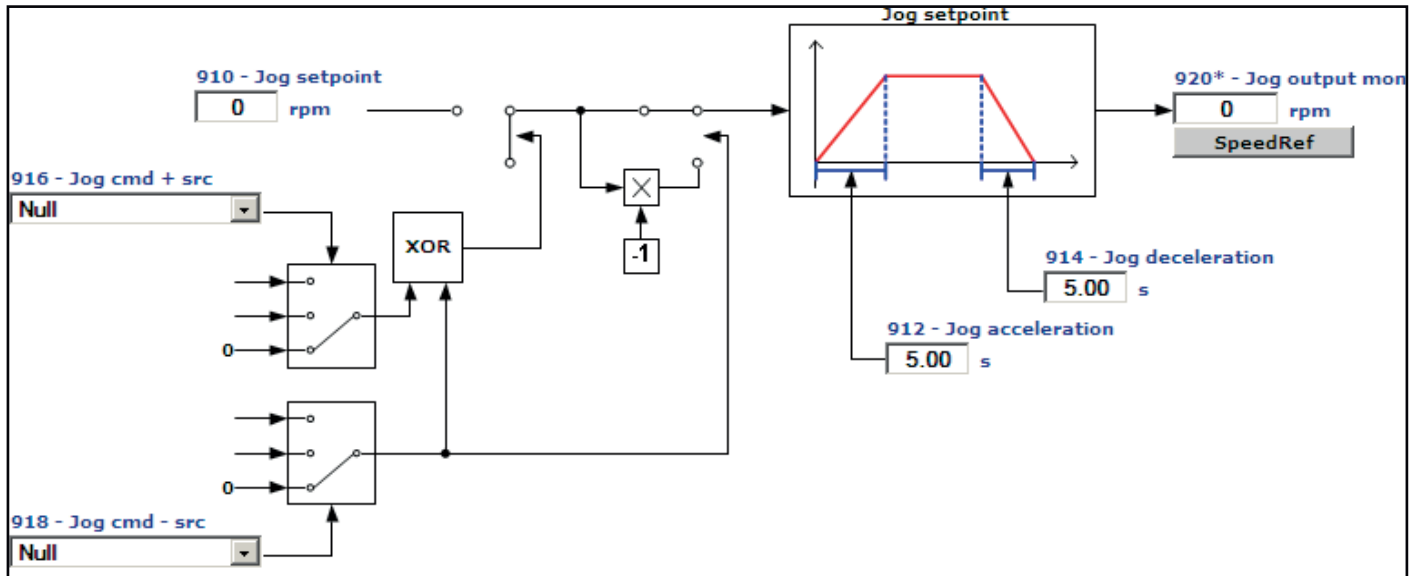 Jog setpoint
910 - Jog setpoint
0 rpm
920* - Jog output mon
0 rpm
SpeedRef
916 - Jog cmd + src
Null
XOR
-1
0
914 - Jog deceleration
5.00 s
912 - Jog acceleration
5.00 s
0
918 - Jog cmd - src
Null